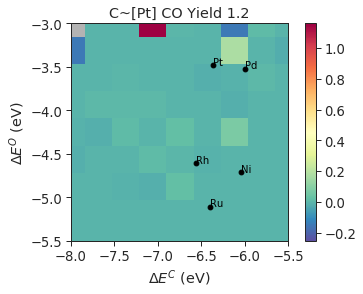 C~[Pt] CO Yield 1.2
−3.0
−3.5
−4.0
−4.5
−5.0
−5.5
ΔE^O (eV)
Pt
Pd
Rh
Ni
Ru
−8.0 −7.5 −7.0 −6.5 −6.0 −5.5
ΔE^C (eV)
1.0
0.8
0.6
0.4
0.2
0.0
−0.2